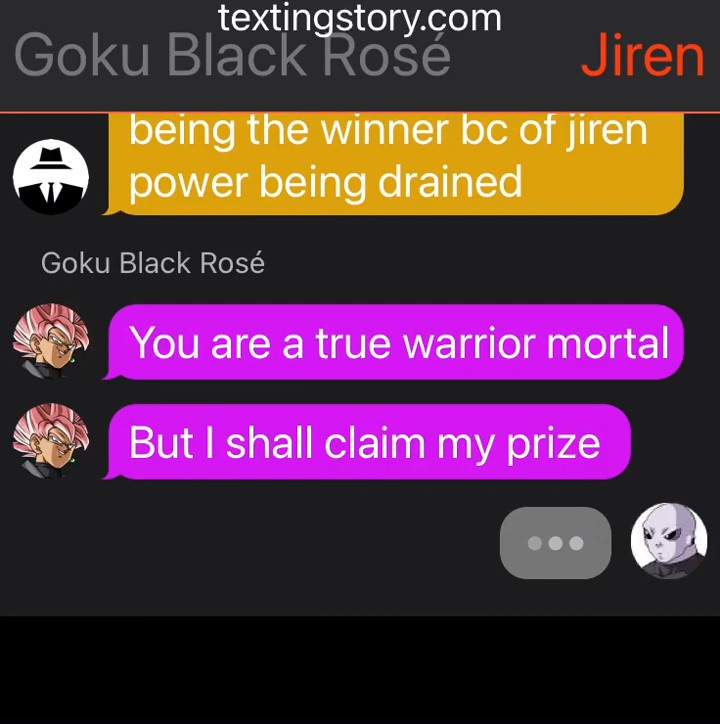 textingstory.com
Goku Black Rosé
Jiren
being the winner bc of jiren
power being drained
Goku Black Rosé
You are a true warrior mortal
But I shall claim my prize